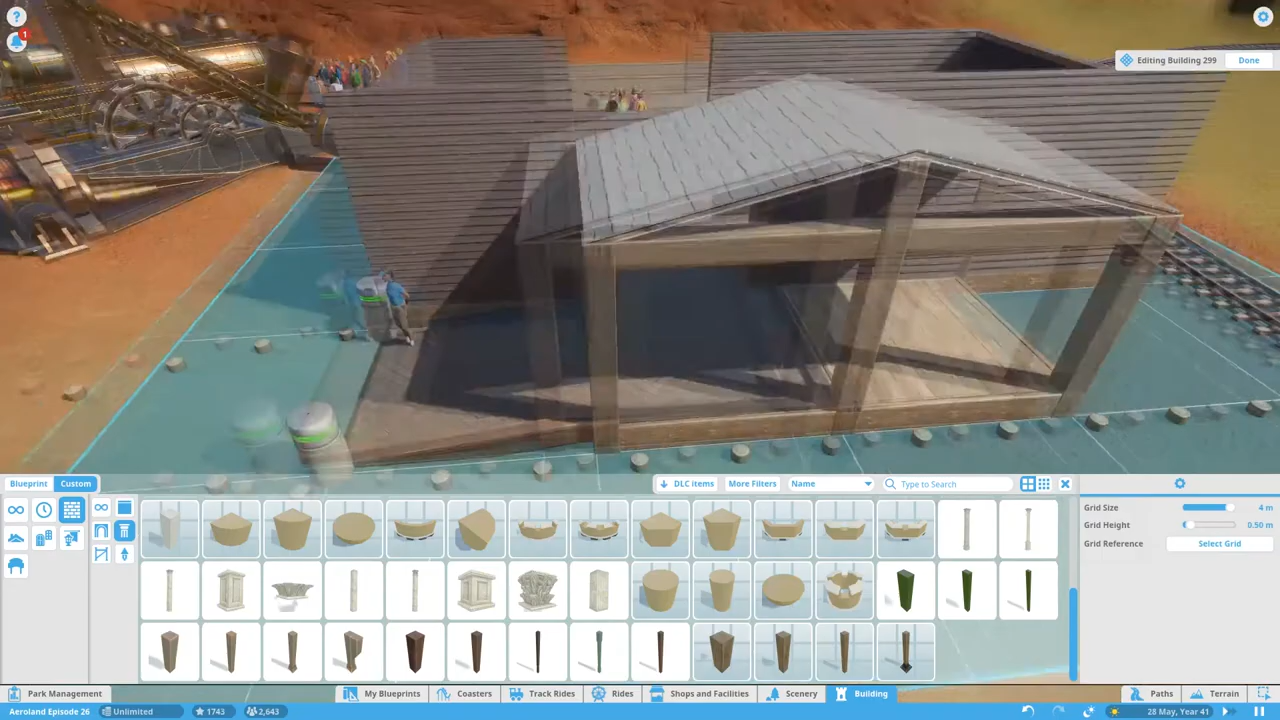 ?
1
Editing Building 299 Done
Blueprint Custom DLC items More Filters Name Type to Search
Grid Size 4 m
Grid Height 0.50 m
Grid Reference Select Grid
Park Management My Blueprints Coasters Track Rides Rides Shops and Facilities Scenery Building Paths Terrain
Aeroland Episode 26 Unlimited 1743 2,643 28 May, Year 41